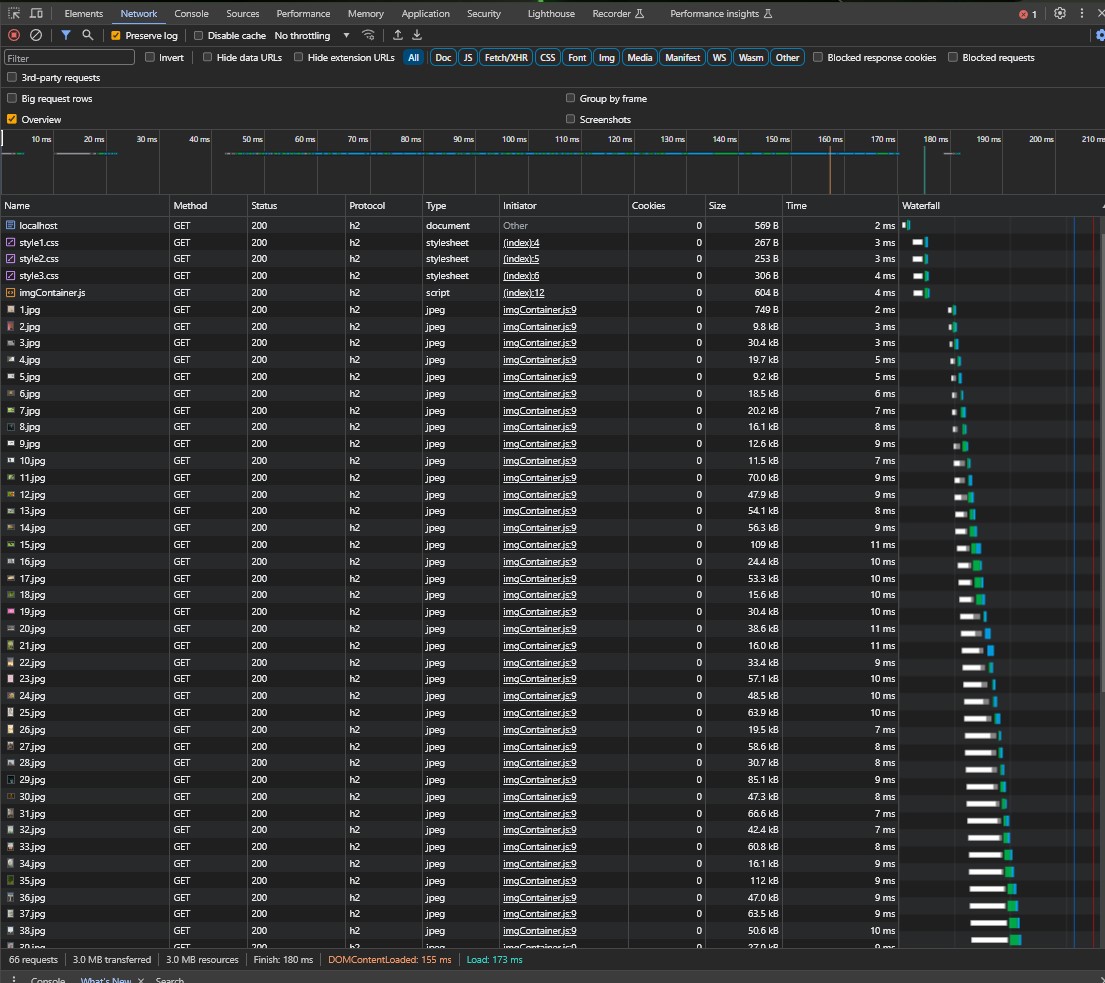 Elements Network Console Sources Performance Memory Application Security Lighthouse Recorder Performance insights 1
Preserve log Disable cache No throttling
Filter Invert Hide data URLs Hide extension URLs All Doc JS Fetch/XHR CSS Font Img Media Manifest WS Wasm Other Blocked response cookies Blocked requests
3rd-party requests
Big request rows Group by frame
Overview Screenshots
10 ms 20 ms 30 ms 40 ms 50 ms 60 ms 70 ms 80 ms 90 ms 100 ms 110 ms 120 ms 130 ms 140 ms 150 ms 160 ms 170 ms 180 ms 190 ms 200 ms 210 m
Name Method Status Protocol Type Initiator Cookies Size Time Waterfall
localhost GET 200 h2 document Other 0 569 B 2 ms
style1.css GET 200 h2 stylesheet (index):4 0 267 B 3 ms
style2.css GET 200 h2 stylesheet (index):5 0 253 B 3 ms
style3.css GET 200 h2 stylesheet (index):6 0 306 B 4 ms
imgContainer.js GET 200 h2 script (index):12 0 604 B 4 ms
1.jpg GET 200 h2 jpeg imgContainer.js:9 0 749 B 2 ms
2.jpg GET 200 h2 jpeg imgContainer.js:9 0 9.8 kB 3 ms
3.jpg GET 200 h2 jpeg imgContainer.js:9 0 30.4 kB 3 ms
4.jpg GET 200 h2 jpeg imgContainer.js:9 0 19.7 kB 5 ms
5.jpg GET 200 h2 jpeg imgContainer.js:9 0 9.2 kB 5 ms
6.jpg GET 200 h2 jpeg imgContainer.js:9 0 18.5 kB 6 ms
7.jpg GET 200 h2 jpeg imgContainer.js:9 0 20.2 kB 7 ms
8.jpg GET 200 h2 jpeg imgContainer.js:9 0 16.1 kB 8 ms
9.jpg GET 200 h2 jpeg imgContainer.js:9 0 12.6 kB 9 ms
10.jpg GET 200 h2 jpeg imgContainer.js:9 0 11.5 kB 7 ms
11.jpg GET 200 h2 jpeg imgContainer.js:9 0 70.0 kB 9 ms
12.jpg GET 200 h2 jpeg imgContainer.js:9 0 47.9 kB 9 ms
13.jpg GET 200 h2 jpeg imgContainer.js:9 0 54.1 kB 8 ms
14.jpg GET 200 h2 jpeg imgContainer.js:9 0 56.3 kB 9 ms
15.jpg GET 200 h2 jpeg imgContainer.js:9 0 109 kB 11 ms
16.jpg GET 200 h2 jpeg imgContainer.js:9 0 24.4 kB 10 ms
17.jpg GET 200 h2 jpeg imgContainer.js:9 0 53.3 kB 10 ms
18.jpg GET 200 h2 jpeg imgContainer.js:9 0 15.6 kB 10 ms
19.jpg GET 200 h2 jpeg imgContainer.js:9 0 30.4 kB 10 ms
20.jpg GET 200 h2 jpeg imgContainer.js:9 0 38.6 kB 11 ms
21.jpg GET 200 h2 jpeg imgContainer.js:9 0 16.0 kB 11 ms
22.jpg GET 200 h2 jpeg imgContainer.js:9 0 33.4 kB 9 ms
23.jpg GET 200 h2 jpeg imgContainer.js:9 0 57.1 kB 10 ms
24.jpg GET 200 h2 jpeg imgContainer.js:9 0 48.5 kB 10 ms
25.jpg GET 200 h2 jpeg imgContainer.js:9 0 63.9 kB 10 ms
26.jpg GET 200 h2 jpeg imgContainer.js:9 0 19.5 kB 7 ms
27.jpg GET 200 h2 jpeg imgContainer.js:9 0 58.6 kB 8 ms
28.jpg GET 200 h2 jpeg imgContainer.js:9 0 30.7 kB 8 ms
29.jpg GET 200 h2 jpeg imgContainer.js:9 0 85.1 kB 9 ms
30.jpg GET 200 h2 jpeg imgContainer.js:9 0 47.3 kB 8 ms
31.jpg GET 200 h2 jpeg imgContainer.js:9 0 66.6 kB 7 ms
32.jpg GET 200 h2 jpeg imgContainer.js:9 0 42.4 kB 7 ms
33.jpg GET 200 h2 jpeg imgContainer.js:9 0 60.8 kB 8 ms
34.jpg GET 200 h2 jpeg imgContainer.js:9 0 16.1 kB 9 ms
35.jpg GET 200 h2 jpeg imgContainer.js:9 0 112 kB 9 ms
36.jpg GET 200 h2 jpeg imgContainer.js:9 0 47.0 kB 9 ms
37.jpg GET 200 h2 jpeg imgContainer.js:9 0 63.5 kB 9 ms
38.jpg GET 200 h2 jpeg imgContainer.js:9 0 50.6 kB 10 ms
39.jpg GET 200 h2 jpeg imgContainer.js:9 0 27.9 kB 9 ms
66 requests 3.0 MB transferred 3.0 MB resources Finish: 180 ms DOMContentLoaded: 155 ms Load: 173 ms
Console What's New Search